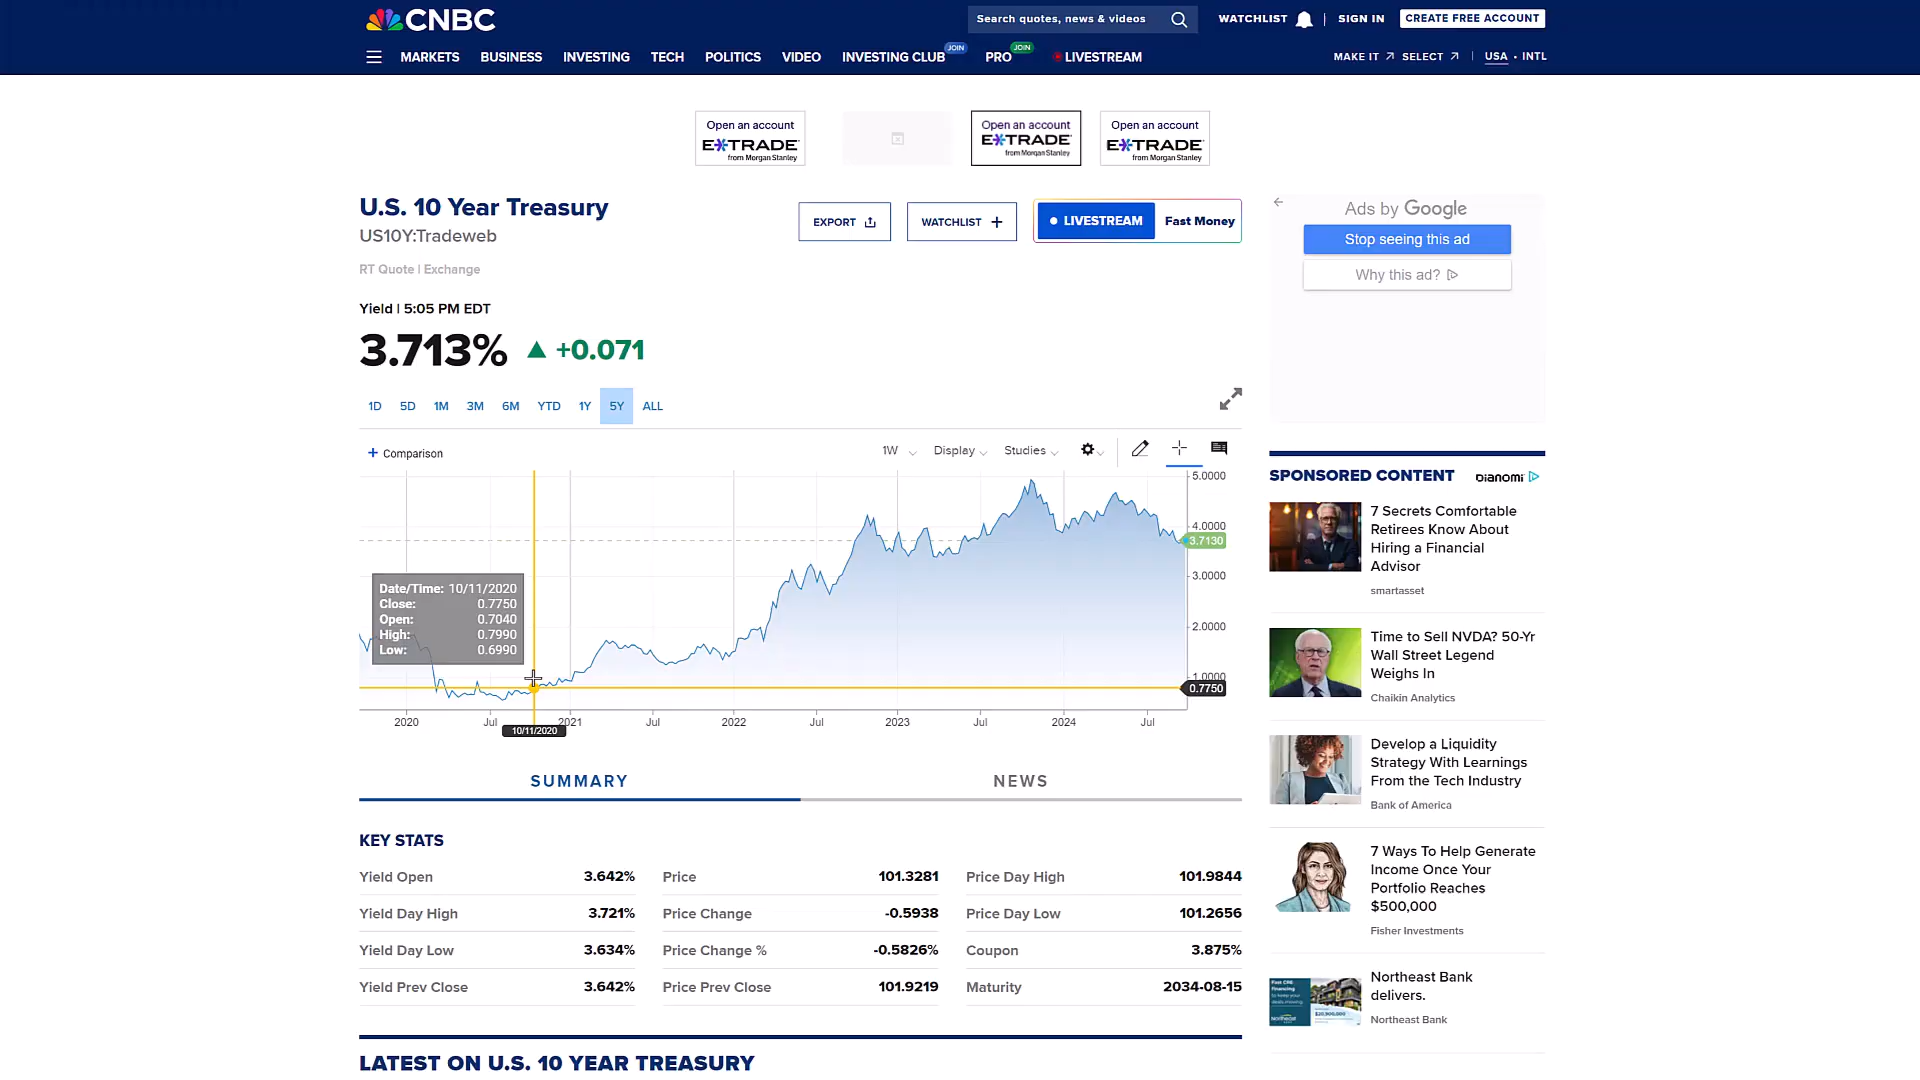 CNBC
Search quotes, news & videos
WATCHLIST
SIGN IN
CREATE FREE ACCOUNT
MARKETS
BUSINESS
INVESTING
TECH
POLITICS
VIDEO
INVESTING CLUB
JOIN
PRO
JOIN
LIVESTREAM
MAKE IT
SELECT
USA • INTL
Open an account
E*TRADE
from Morgan Stanley
Open an account
E*TRADE
from Morgan Stanley
Open an account
E*TRADE
from Morgan Stanley
U.S. 10 Year Treasury
US10Y:Tradeweb
RT Quote | Exchange
EXPORT
WATCHLIST +
LIVESTREAM
Fast Money
Yield | 5:05 PM EDT
3.713% +0.071
1D 5D 1M 3M 6M YTD 1Y 5Y ALL
+ Comparison
1W
Display
Studies
5.0000
4.0000
3.7130
3.0000
2.0000
1.0000
0.7750
Date/Time: 10/11/2020
Close: 0.7750
Open: 0.7040
High: 0.7990
Low: 0.6990
2020 Jul 2021 Jul 2022 Jul 2023 Jul 2024 Jul
10/11/2020
SUMMARY
NEWS
KEY STATS
Yield Open 3.642%
Price 101.3281
Price Day High 101.9844
Yield Day High 3.721%
Price Change -0.5938
Price Day Low 101.2656
Yield Day Low 3.634%
Price Change % -0.5826%
Coupon 3.875%
Yield Prev Close 3.642%
Price Prev Close 101.9219
Maturity 2034-08-15
LATEST ON U.S. 10 YEAR TREASURY
Ads by Google
Stop seeing this ad
Why this ad?
SPONSORED CONTENT
DIANOMI
7 Secrets Comfortable
Retirees Know About
Hiring a Financial
Advisor
smartasset
Time to Sell NVDA? 50-Yr
Wall Street Legend
Weighs In
Chaikin Analytics
Develop a Liquidity
Strategy With Learnings
From the Tech Industry
Bank of America
7 Ways To Help Generate
Income Once Your
Portfolio Reaches
$500,000
Fisher Investments
Northeast Bank
delivers.
Northeast Bank